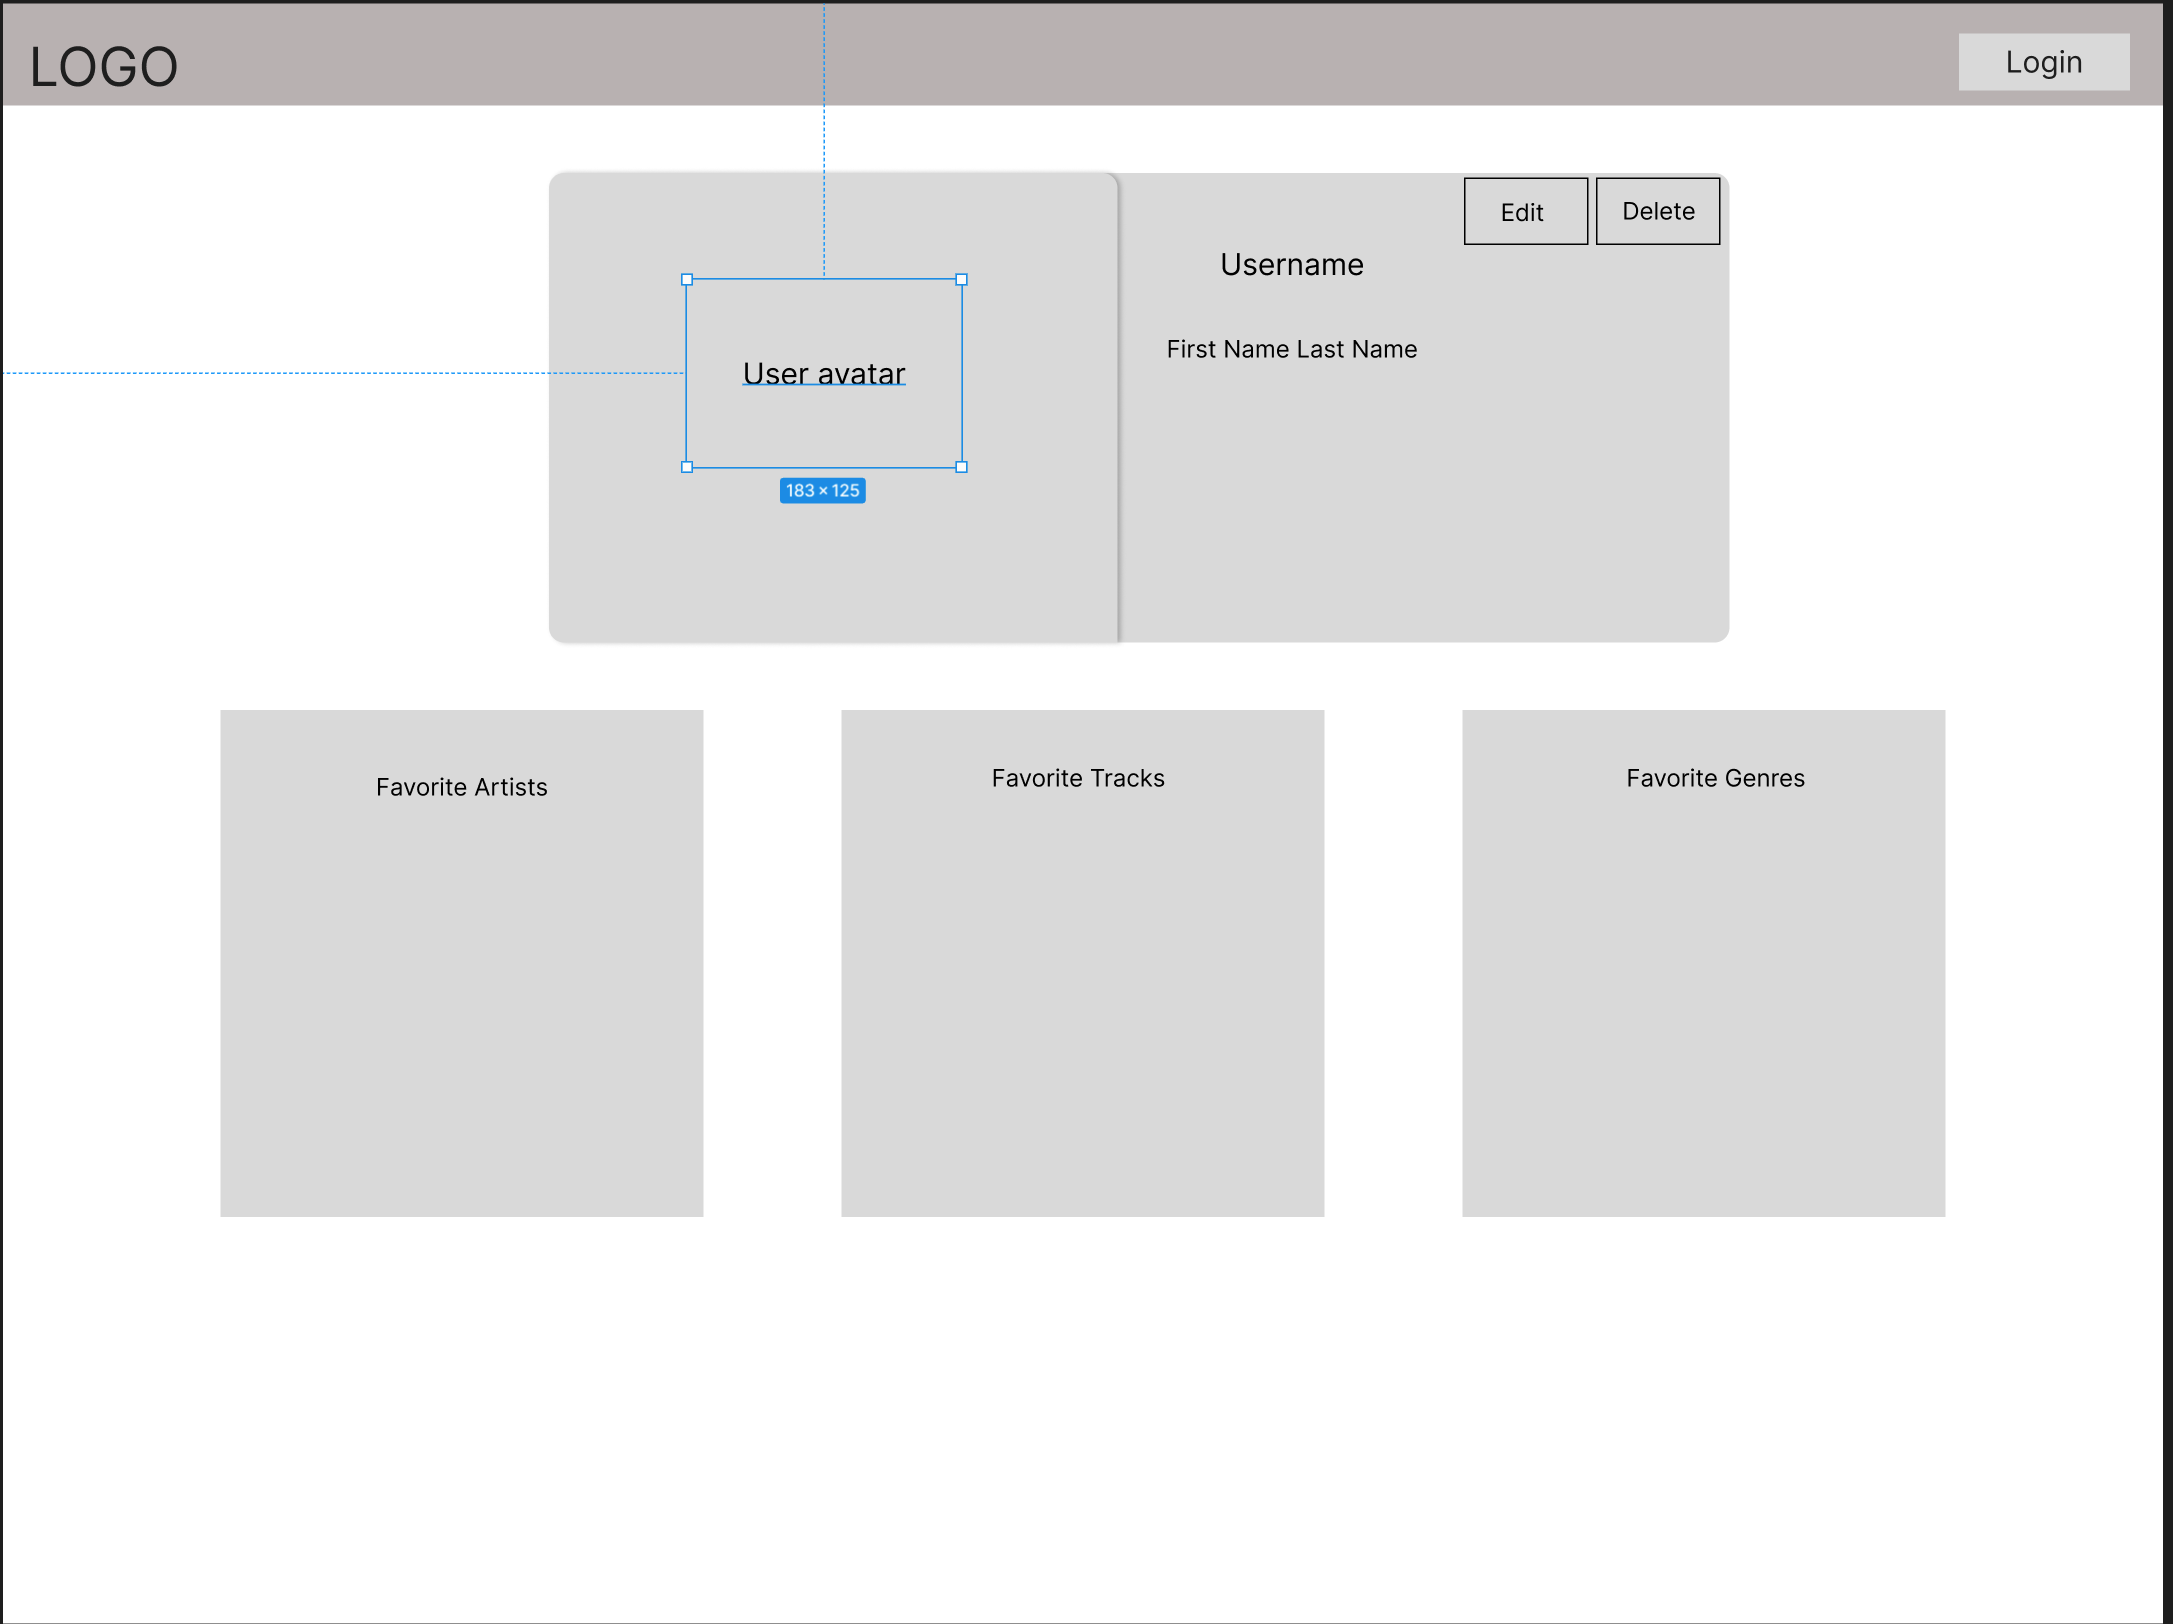 LOGO
Login
Edit
Delete
Username
First Name Last Name
User avatar
183 × 125
Favorite Artists
Favorite Tracks
Favorite Genres